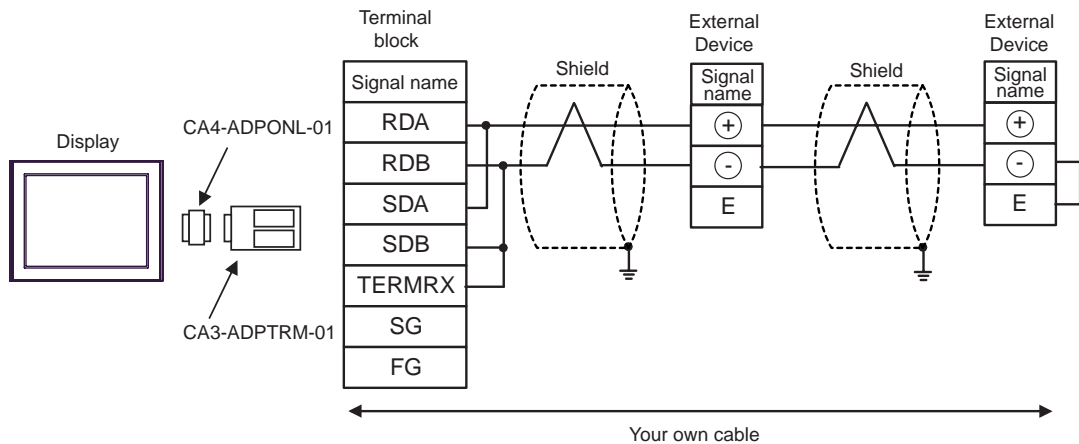 Display
CA4-ADPONL-01
CA3-ADPTRM-01
Terminal
block
Signal name
RDA
RDB
SDA
SDB
TERMRX
SG
FG
Shield
External
Device
Signal
name
+
-
E
Shield
External
Device
Signal
name
+
-
E
Your own cable